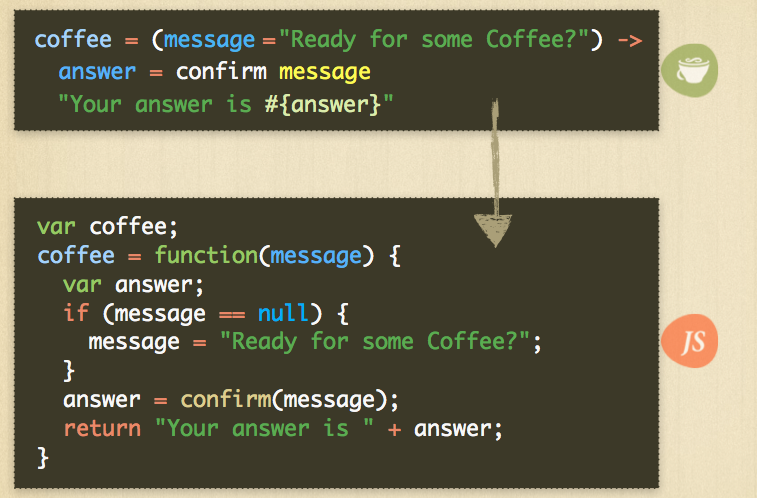 coffee = (message ="Ready for some Coffee?") ->
  answer = confirm message
  "Your answer is #{answer}"
var coffee;
coffee = function(message) {
  var answer;
  if (message == null) {
    message = "Ready for some Coffee?";
  }
  answer = confirm(message);
  return "Your answer is " + answer;
}
JS